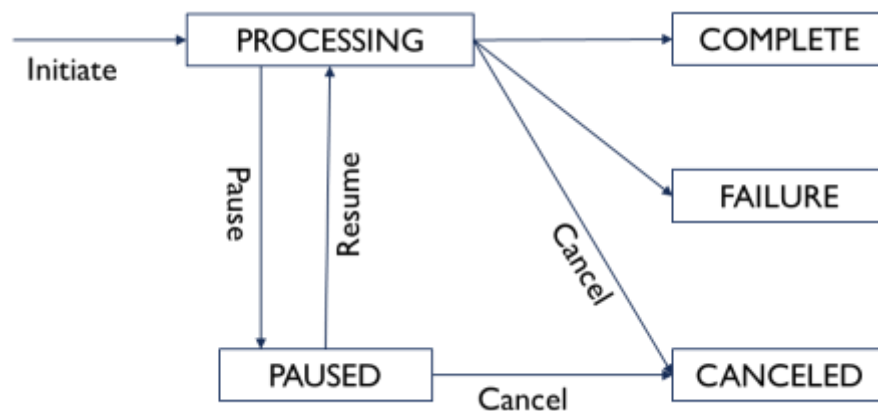 PROCESSING
COMPLETE
Initiate
Pause
Resume
FAILURE
Cancel
PAUSED
Cancel
CANCELED